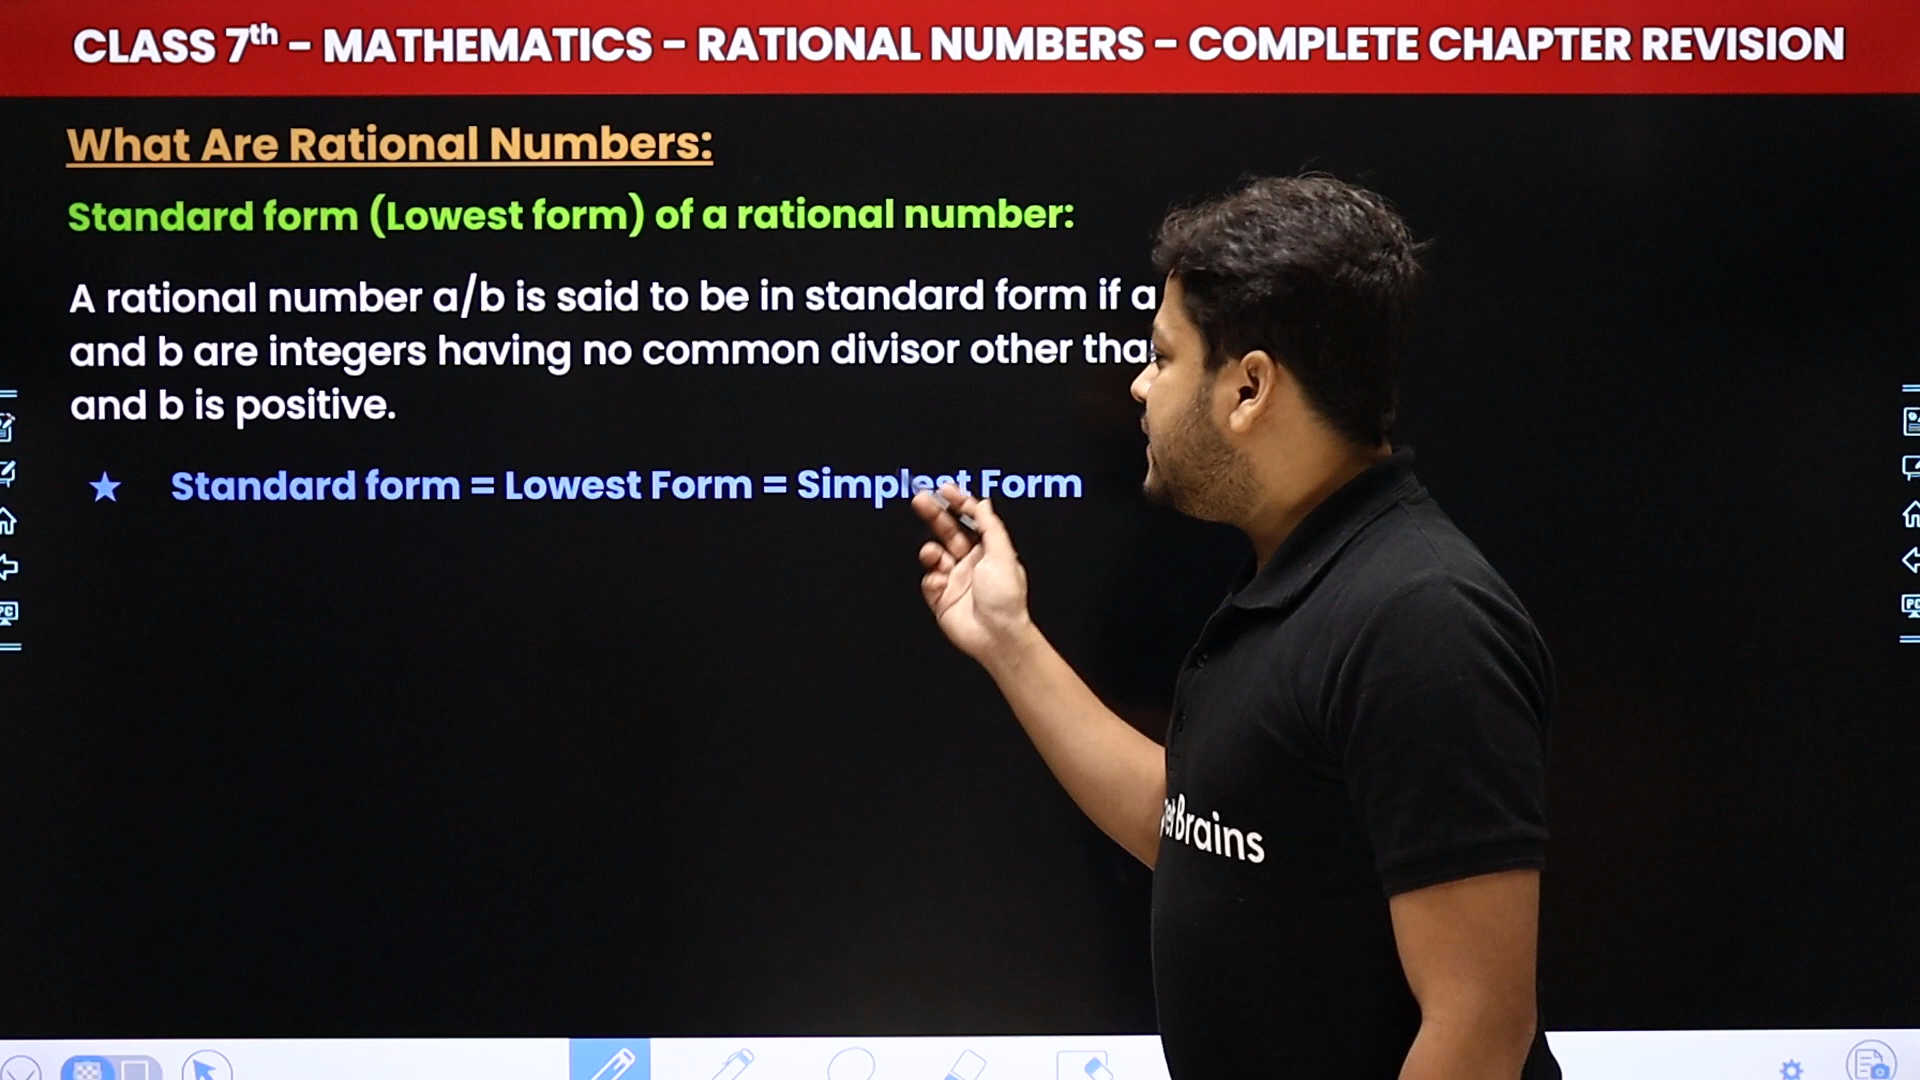 CLASS 7th - MATHEMATICS - RATIONAL NUMBERS - COMPLETE CHAPTER REVISION
What Are Rational Numbers:
Standard form (Lowest form) of a rational number:
A rational number a/b is said to be in standard form if a
and b are integers having no common divisor other
and b is positive.
★ Standard form = Lowest Form = Simplest Form
Brains
PC